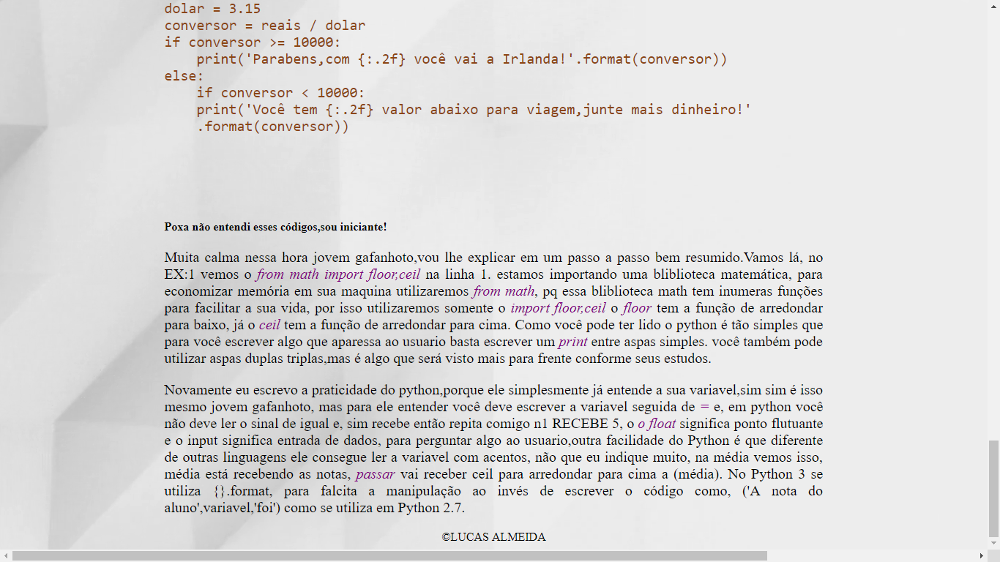 dolar = 3.15
conversor = reais / dolar
if conversor >= 10000:
    print('Parabens,com {:.2f} você vai a Irlanda!'.format(conversor))
else:
    if conversor < 10000:
    print('Você tem {:.2f} valor abaixo para viagem,junte mais dinheiro!'
    .format(conversor))
Poxa não entendi esses códigos,sou iniciante!
Muita calma nessa hora jovem gafanhoto,vou lhe explicar em um passo a passo bem resumido.Vamos lá, no
EX:1 vemos o from math import floor,ceil na linha 1. estamos importando uma bliblioteca matemática, para
economizar memória em sua maquina utilizaremos from math, pq essa bliblioteca math tem inumeras funções
para facilitar a sua vida, por isso utilizaremos somente o import floor,ceil o floor tem a função de arredondar
para baixo, já o ceil tem a função de arredondar para cima. Como você pode ter lido o python é tão simples que
para você escrever algo que aparessa ao usuario basta escrever um print entre aspas simples. você também pode
utilizar aspas duplas triplas,mas é algo que será visto mais para frente conforme seus estudos.
Novamente eu escrevo a praticidade do python,porque ele simplesmente já entende a sua variavel,sim sim é isso
mesmo jovem gafanhoto, mas para ele entender você deve escrever a variavel seguida de = e, em python você
não deve ler o sinal de igual e, sim recebe então repita comigo n1 RECEBE 5, o o float significa ponto flutuante
e o input significa entrada de dados, para perguntar algo ao usuario,outra facilidade do Python é que diferente
de outras linguagens ele consegue ler a variavel com acentos, não que eu indique muito, na média vemos isso,
média está recebendo as notas, passar vai receber ceil para arredondar para cima a (média). No Python 3 se
utiliza {}.format, para falcita a manipulação ao invés de escrever o código como, ('A nota do
aluno',variavel,'foi') como se utiliza em Python 2.7.
©LUCAS ALMEIDA